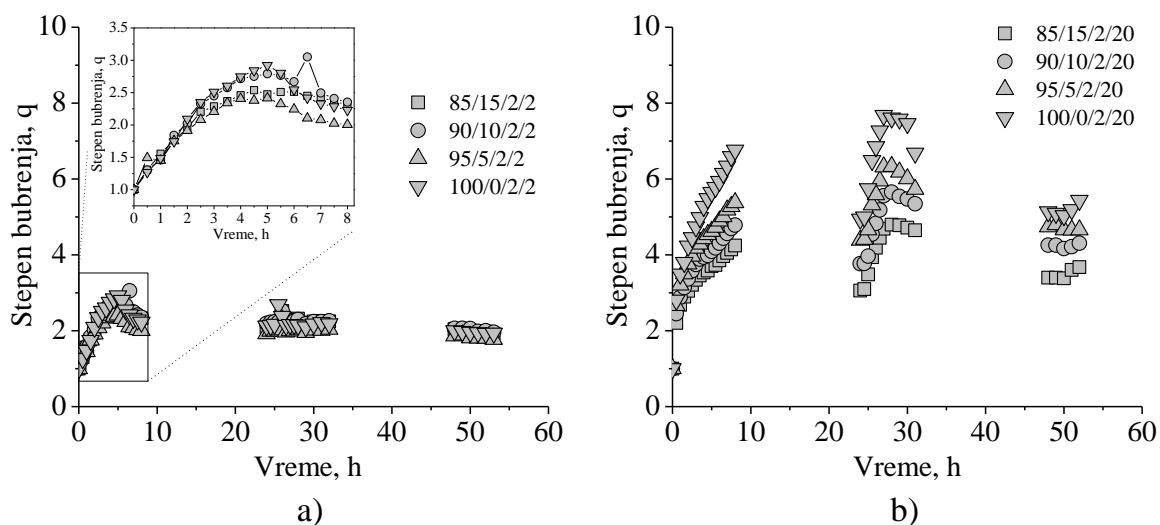 Stepen bubrenja, q
10
8
6
4
2
0
0 10 20 30 40 50 60
Vreme, h
Stepen bubrenja, q
3.5
3.0
2.5
2.0
1.5
1.0
0 1 2 3 4 5 6 7 8
Vreme, h
85/15/2/2
90/10/2/2
95/5/2/2
100/0/2/2
a)
Stepen bubrenja, q
10
8
6
4
2
0
0 10 20 30 40 50 60
Vreme, h
85/15/2/20
90/10/2/20
95/5/2/20
100/0/2/20
b)